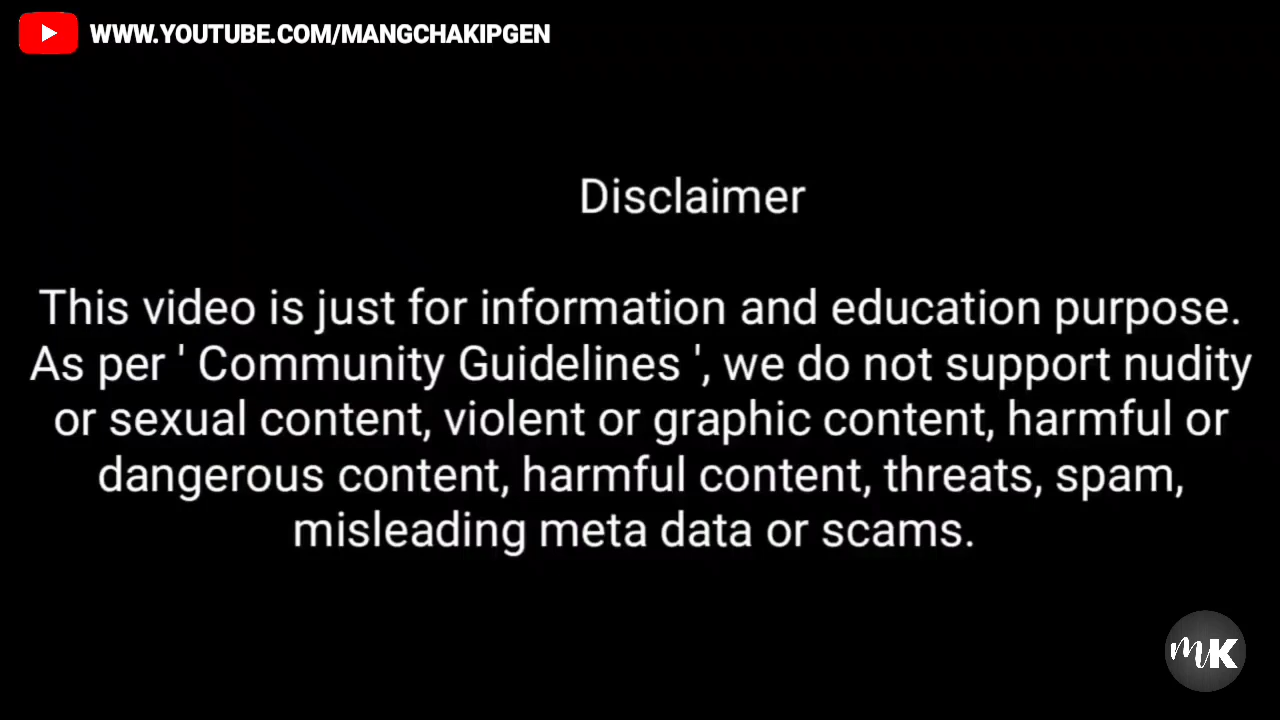 WWW.YOUTUBE.COM/MANGCHAKIPGEN
Disclaimer
This video is just for information and education purpose.
As per ' Community Guidelines ', we do not support nudity
or sexual content, violent or graphic content, harmful or
dangerous content, harmful content, threats, spam,
misleading meta data or scams.
MK